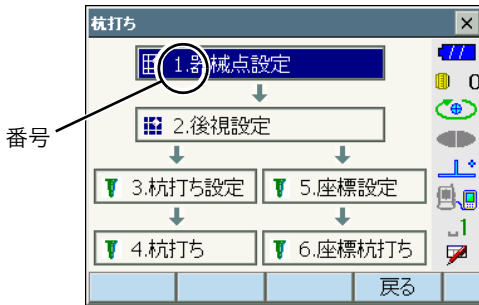 杭打ち
1.器械点設定
番号
2.後視設定
3.杭打ち設定
5.座標設定
4.杭打ち
6.座標杭打ち
0
1
戻る